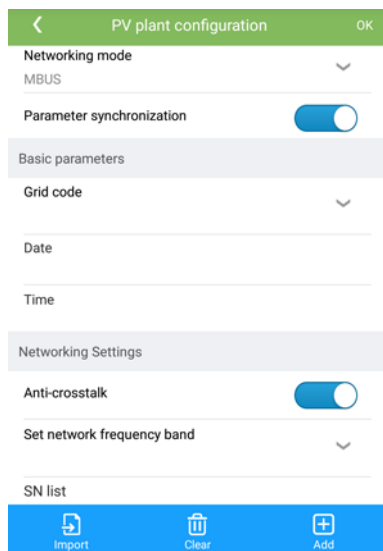 PV plant configuration OK
Networking mode
MBUS
Parameter synchronization
Basic parameters
Grid code
Date
Time
Networking Settings
Anti-crosstalk
Set network frequency band
SN list
Import Clear Add